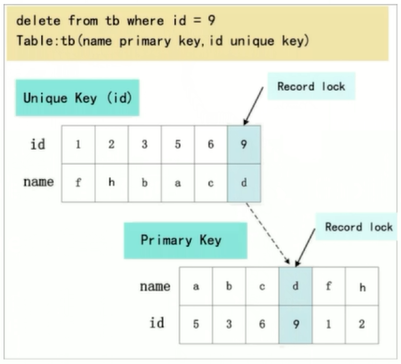 delete from tb where id = 9
Table:tb(name primary key,id unique key)
Record lock
Unique Key (id)
id 1 2 3 5 6 9
name f h b a c d
Record lock
Primary Key
name a b c d f h
id 5 3 6 9 1 2